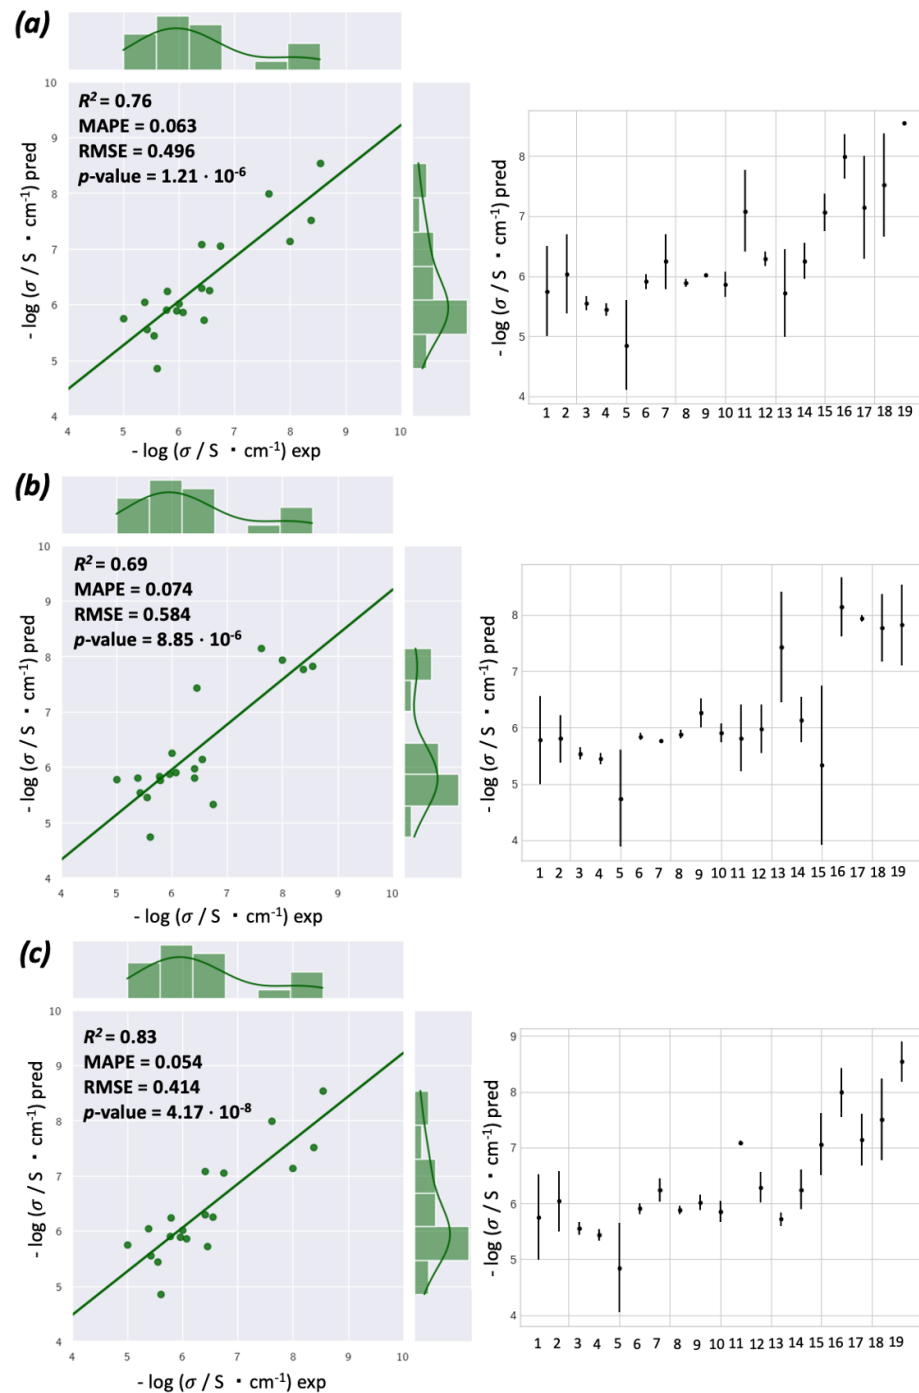 (a)
R² = 0.76
MAPE = 0.063
RMSE = 0.496
p-value = 1.21 · 10⁻⁶
- log (σ / S · cm⁻¹) pred
10
9
8
7
6
5
4
4 5 6 7 8 9 10
- log (σ / S · cm⁻¹) exp
- log (σ / S · cm⁻¹) pred
8
7
6
5
4
1 2 3 4 5 6 7 8 9 10 11 12 13 14 15 16 17 18 19
(b)
R² = 0.69
MAPE = 0.074
RMSE = 0.584
p-value = 8.85 · 10⁻⁶
- log (σ / S · cm⁻¹) pred
10
9
8
7
6
5
4
4 5 6 7 8 9 10
- log (σ / S · cm⁻¹) exp
- log (σ / S · cm⁻¹) pred
8
7
6
5
4
1 2 3 4 5 6 7 8 9 10 11 12 13 14 15 16 17 18 19
(c)
R² = 0.83
MAPE = 0.054
RMSE = 0.414
p-value = 4.17 · 10⁻⁸
- log (σ / S · cm⁻¹) pred
10
9
8
7
6
5
4
4 5 6 7 8 9 10
- log (σ / S · cm⁻¹) exp
- log (σ / S · cm⁻¹) pred
9
8
7
6
5
4
1 2 3 4 5 6 7 8 9 10 11 12 13 14 15 16 17 18 19